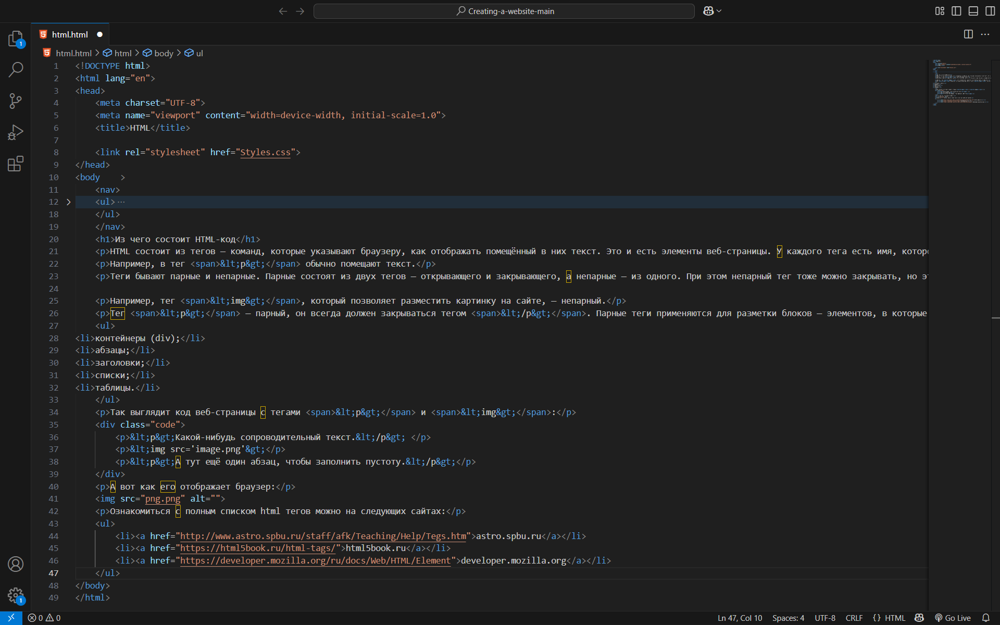 Creating-a-website-main
html.html
html.html > html > body > ul
1 <!DOCTYPE html>
2 <html lang="en">
3 <head>
4 <meta charset="UTF-8">
5 <meta name="viewport" content="width=device-width, initial-scale=1.0">
6 <title>HTML</title>
7
8 <link rel="stylesheet" href="Styles.css">
9 </head>
10 <body    >
11 <nav>
12 <ul>…
18 </ul>
19 </nav>
20 <h1>Из чего состоит HTML-код</h1>
21 <p>HTML состоит из тегов — команд, которые указывают браузеру, как отображать помещённый в них текст. Это и есть элементы веб-страницы. У каждого тега есть имя, которо
22 <p>Например, в тег <span>&lt;p&gt;</span> обычно помещают текст.</p>
23 <p>Теги бывают парные и непарные. Парные состоят из двух тегов — открывающего и закрывающего, а непарные — из одного. При этом непарный тег тоже можно закрывать, но эт
24
25 <p>Например, тег <span>&lt;img&gt;</span>, который позволяет разместить картинку на сайте, — непарный.</p>
26 <p>Тег <span>&lt;p&gt;</span> — парный, он всегда должен закрываться тегом <span>&lt;/p&gt;</span>. Парные теги применяются для разметки блоков — элементов, в которые
27 <ul>
28 <li>контейнеры (div);</li>
29 <li>абзацы;</li>
30 <li>заголовки;</li>
31 <li>списки;</li>
32 <li>таблицы.</li>
33 </ul>
34 <p>Так выглядит код веб-страницы с тегами <span>&lt;p&gt;</span> и <span>&lt;img&gt;</span>:</p>
35 <div class="code">
36 <p>&lt;p&gt;Какой-нибудь сопроводительный текст.&lt;/p&gt; </p>
37 <p>&lt;img src='image.png'&gt;</p>
38 <p>&lt;p&gt;А тут ещё один абзац, чтобы заполнить пустоту.&lt;/p&gt;</p>
39 </div>
40 <p>А вот как его отображает браузер:</p>
41 <img src="png.png" alt="">
42 <p>Ознакомиться с полным списком html тегов можно на следующих сайтах:</p>
43 <ul>
44 <li><a href="http://www.astro.spbu.ru/staff/afk/Teaching/Help/Tegs.htm">astro.spbu.ru</a></li>
45 <li><a href="https://html5book.ru/html-tags/">html5book.ru</a></li>
46 <li><a href="https://developer.mozilla.org/ru/docs/Web/HTML/Element">developer.mozilla.org</a></li>
47 </ul>
48 </body>
49 </html>
1
1
0 0 Ln 47, Col 10 Spaces: 4 UTF-8 CRLF {} HTML Go Live